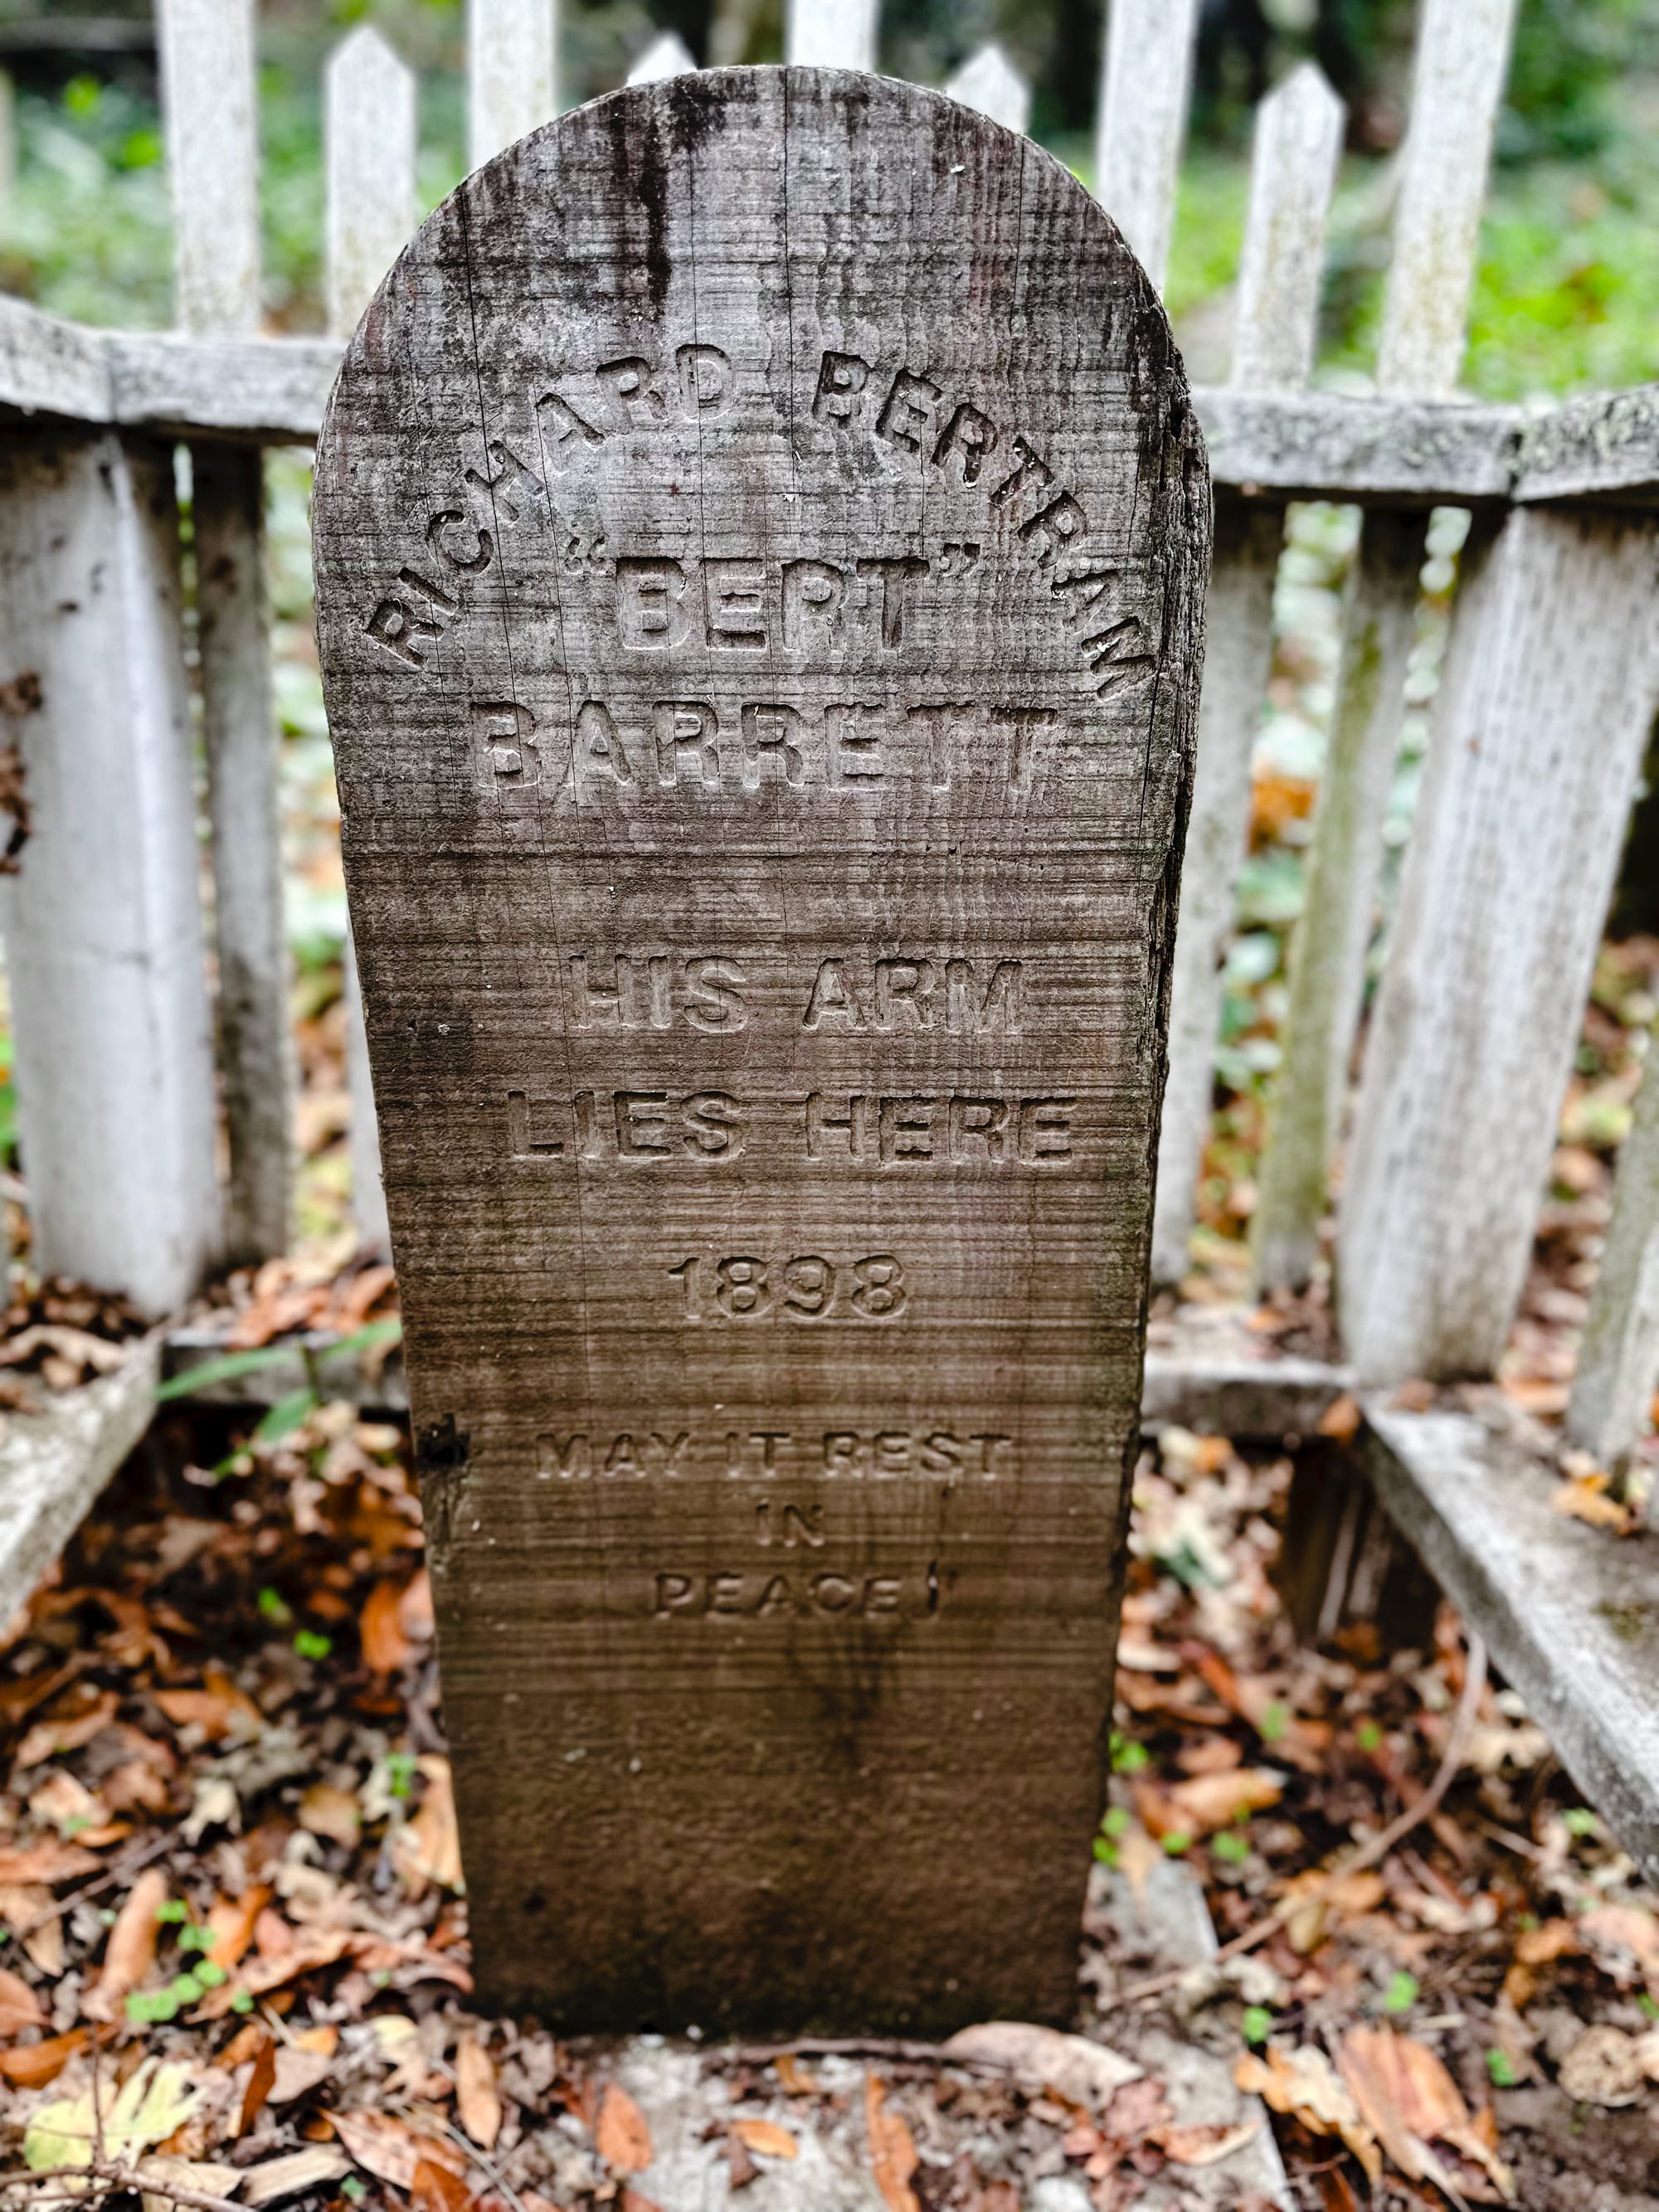 RICHARD BERTRAM
“BERT”
BARRETT
HIS ARM
LIES HERE
1898
MAY IT REST
IN
PEACE!